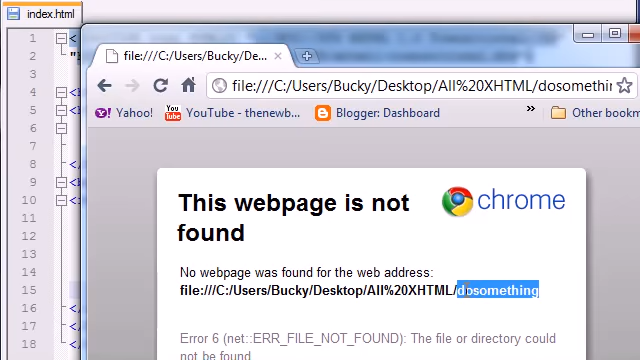 index.html
file:///C:/Users/Bucky/De...
file:///C:/Users/Bucky/Desktop/All%20XHTML/dosomethin
Yahoo!
YouTube - thenewb...
Blogger: Dashboard
»
Other bookm
1
2
3
4
5
6
7
8
9
10
11
12
13
14
15
16
17
18
This webpage is not
found
chrome
No webpage was found for the web address:
file:///C:/Users/Bucky/Desktop/All%20XHTML/dosomething
Error 6 (net::ERR_FILE_NOT_FOUND): The file or directory could
not be found